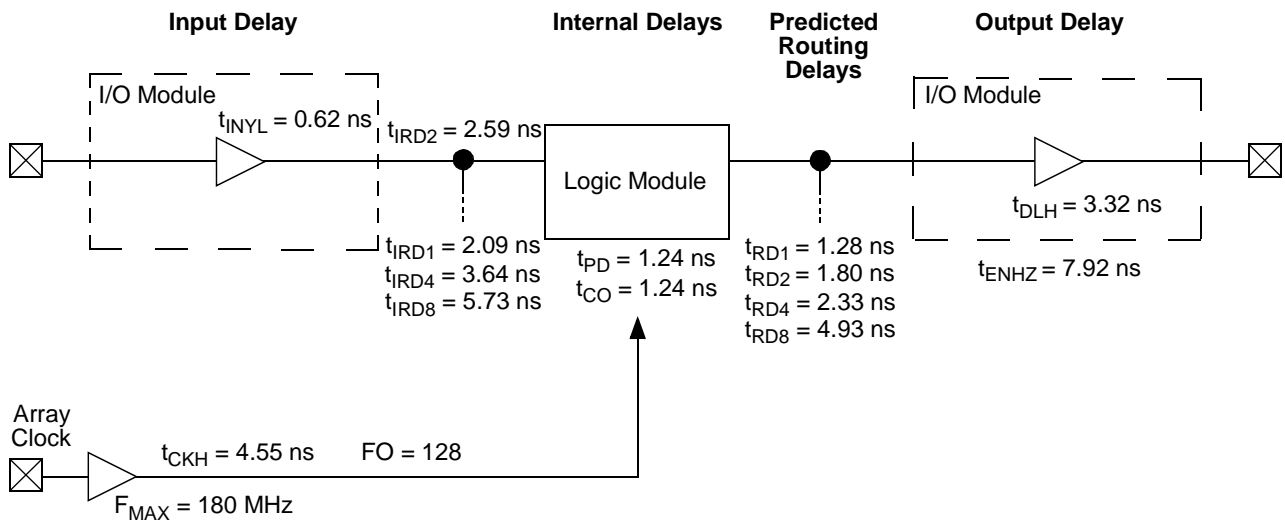 Input Delay
Internal Delays
Predicted
Routing
Delays
Output Delay
I/O Module
tINYL = 0.62 ns
tIRD2 = 2.59 ns
tIRD1 = 2.09 ns
tIRD4 = 3.64 ns
tIRD8 = 5.73 ns
Logic Module
tPD = 1.24 ns
tCO = 1.24 ns
tRD1 = 1.28 ns
tRD2 = 1.80 ns
tRD4 = 2.33 ns
tRD8 = 4.93 ns
I/O Module
tDLH = 3.32 ns
tENHZ = 7.92 ns
Array
Clock
tCKH = 4.55 ns
FO = 128
FMAX = 180 MHz